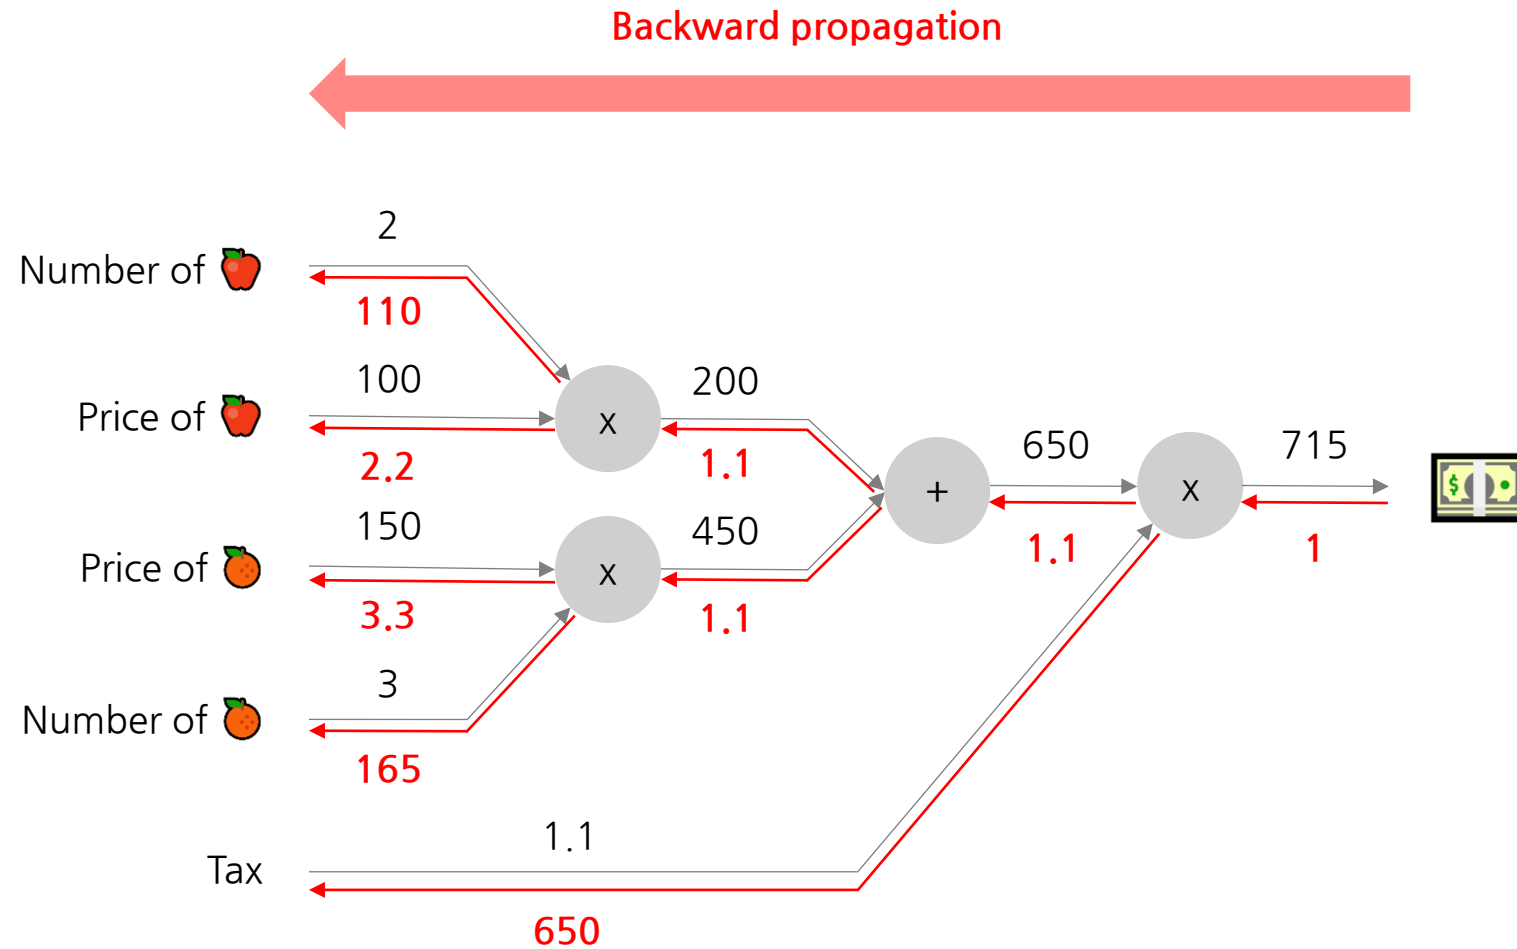 Backward propagation
2
Number of
110
100
200
Price of
x
650
715
2.2
1.1
+
x
150
450
Price of
x
1.1
1
3.3
1.1
3
Number of
165
1.1
Tax
650